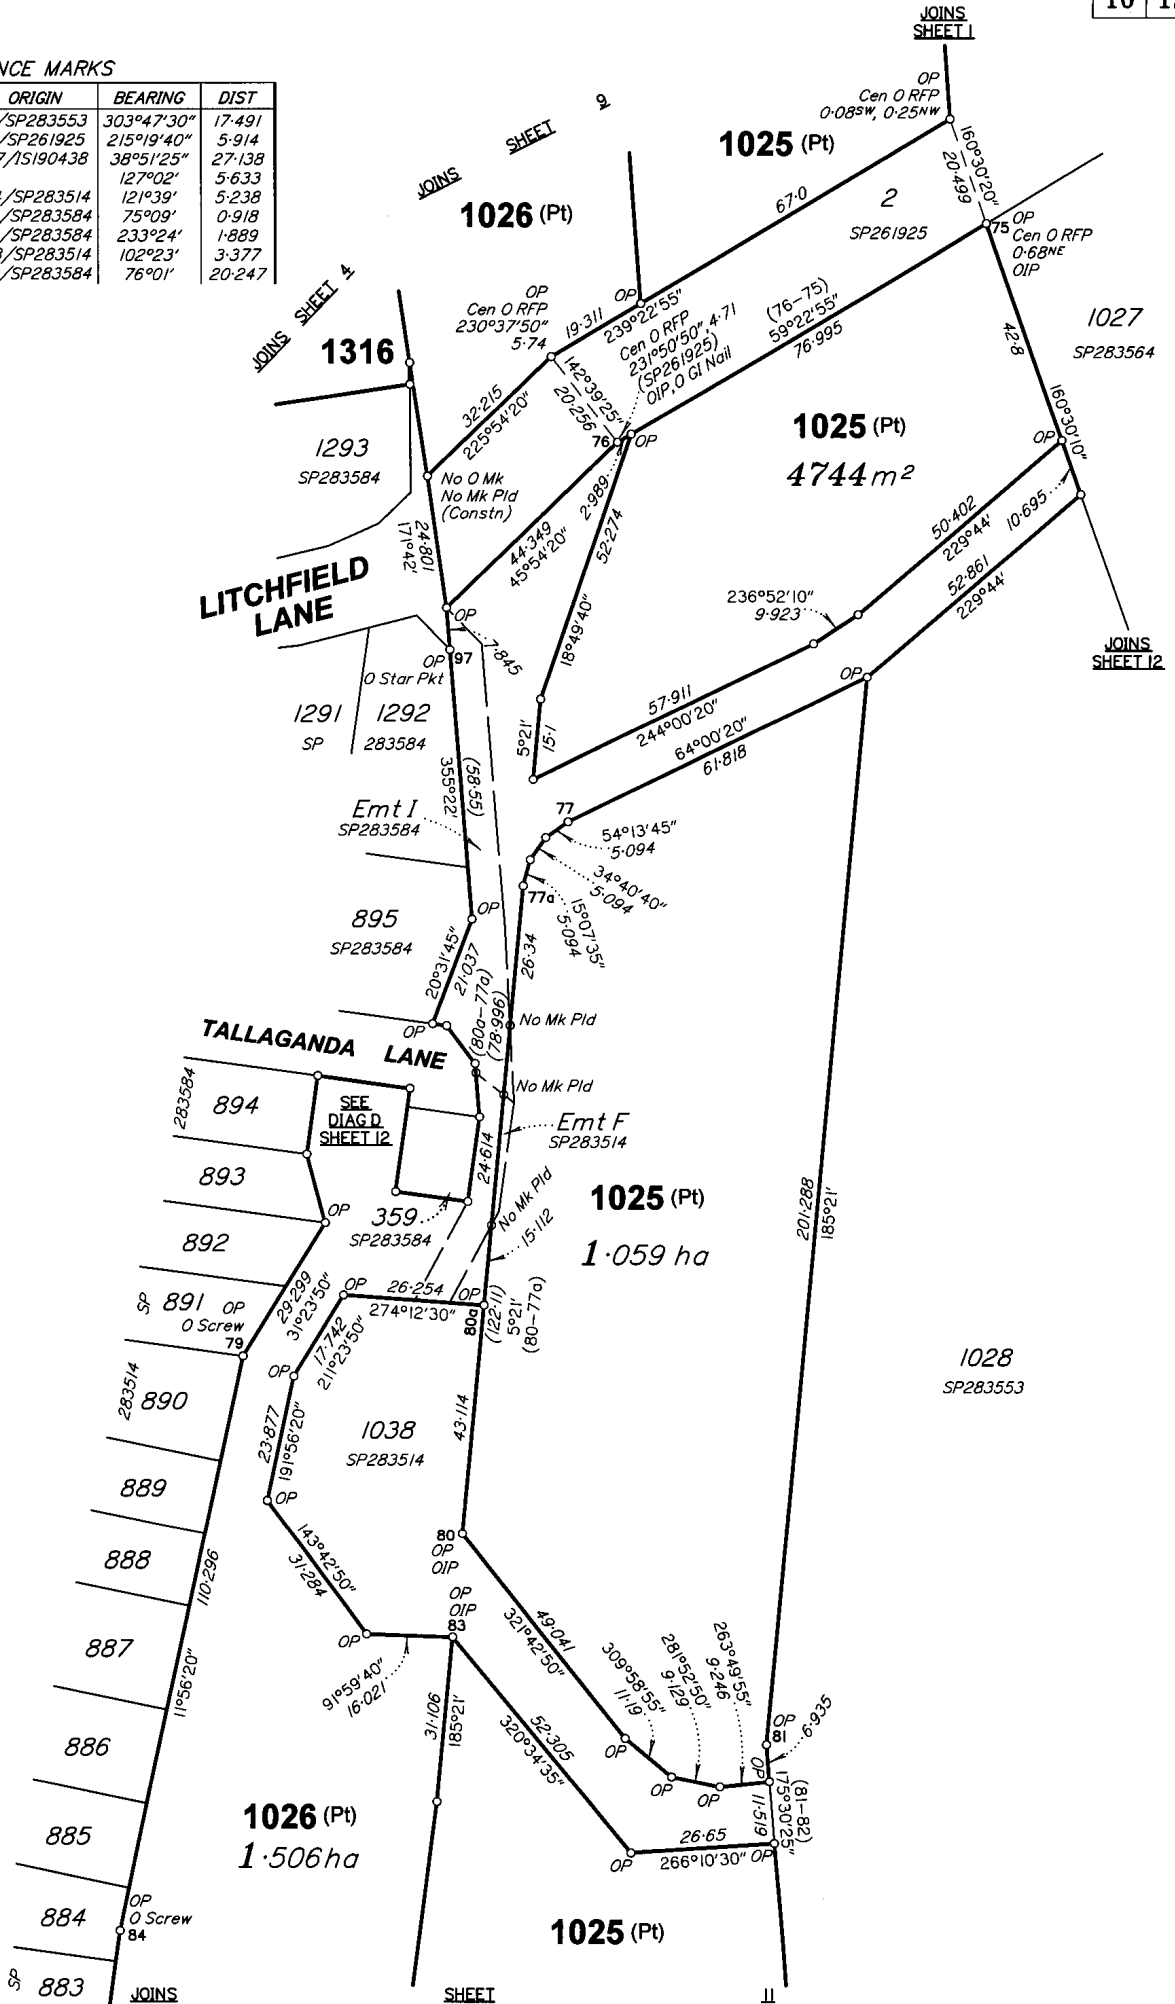 JOINS
SHEET 1
10
NCE MARKS
ORIGIN BEARING DIST
/SP283553 303°47'30" 17·491
/SP261925 215°19'40" 5·914
7/IS190438 38°51'25" 27·138
127°02' 5·633
/SP283514 121°39' 5·238
/SP283584 75°09' 0·918
/SP283584 233°24' 1·889
/SP283514 102°23' 3·377
/SP283584 76°01' 20·247
OP
Cen O RFP
0·08SW, 0·25NW
JOINS SHEET 9
1025 (Pt)
160°30'20"
20·499
67·0
2
SP261925
1026 (Pt)
75
OP
Cen O RFP
0·68NE
OIP
JOINS SHEET 4
OP
Cen O RFP
230°37'50"
5·74
OP
19·311
239°22'55"
Cen O RFP
231°50'50", 4·71
(SP261925)
OIP, O GI Nail
(76-75)
59°22'55"
76·995
1027
SP283564
42·8
1316
142°39'25"
20·256
32·215
225°54'20"
76
OP
1025 (Pt)
4744m²
160°30'10"
OP
1293
SP283584
No O Mk
No Mk Pld
(Constn)
2·989
52·274
10·695
50·402
229°44'
24·801
171°42'
44·349
45°54'20"
52·861
229°44'
LITCHFIELD
LANE
236°52'10"
9·923
OP
7·845
18°49'40"
JOINS
SHEET 12
OP
97
O Star Pkt
OP
1291
SP
1292
283584
57·911
244°00'20"
5°21'
15·1
64°00'20"
61·818
(58·55)
355°22'
Emt I
SP283584
77
54°13'45"
5·094
34°40'40"
5·094
77a
15°07'35"
5·094
OP
895
SP283584
26·34
20°31'45"
21·037
(80a-77a)
(78·996)
No Mk Pld
OP
TALLAGANDA LANE
No Mk Pld
283584
894
SEE
DIAG D
SHEET 12
Emt F
SP283514
24·614
893
No Mk Pld
1025 (Pt)
1·059 ha
201·288
185°21'
OP
359
SP283584
892
15·112
SP
891
OP
O Screw
79
29·299
31°23'50"
OP
26·254
274°12'30"
OP
80a
(122·11)
5°21'
(80-77a)
17·742
211°23'50"
OP
283514
890
1028
SP283553
1038
SP283514
43·114
23·877
191°56'20"
889
OP
888
143°42'50"
31·284
80
OP
OIP
OP
OIP
83
110·296
11°56'20"
887
OP
91°59'40"
16·021
49·041
321°42'50"
309°58'55"
11·19
281°52'50"
9·129
263°49'55"
9·246
31·106
185°21'
52·305
320°34'35"
OP
81
6·935
886
OP
OP
OP
OP
11·519
175°30'25"
(81-82)
1026 (Pt)
1·506ha
885
26·65
266°10'30"
OP
OP
884
OP
O Screw
84
1025 (Pt)
SP
883
JOINS SHEET 11